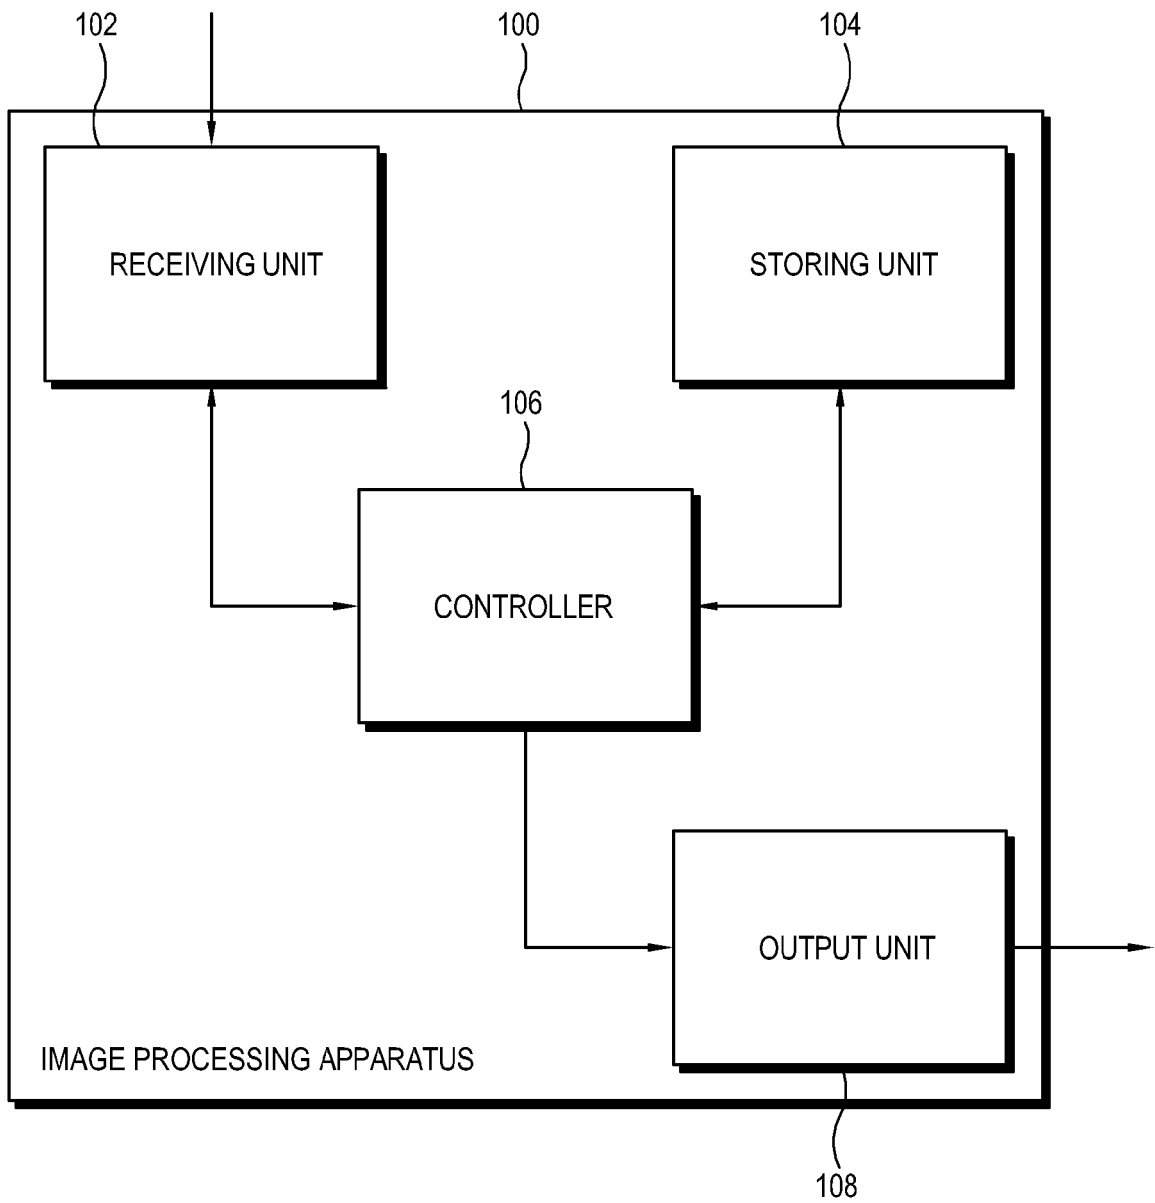 102
100
104
RECEIVING UNIT
STORING UNIT
106
CONTROLLER
OUTPUT UNIT
IMAGE PROCESSING APPARATUS
108